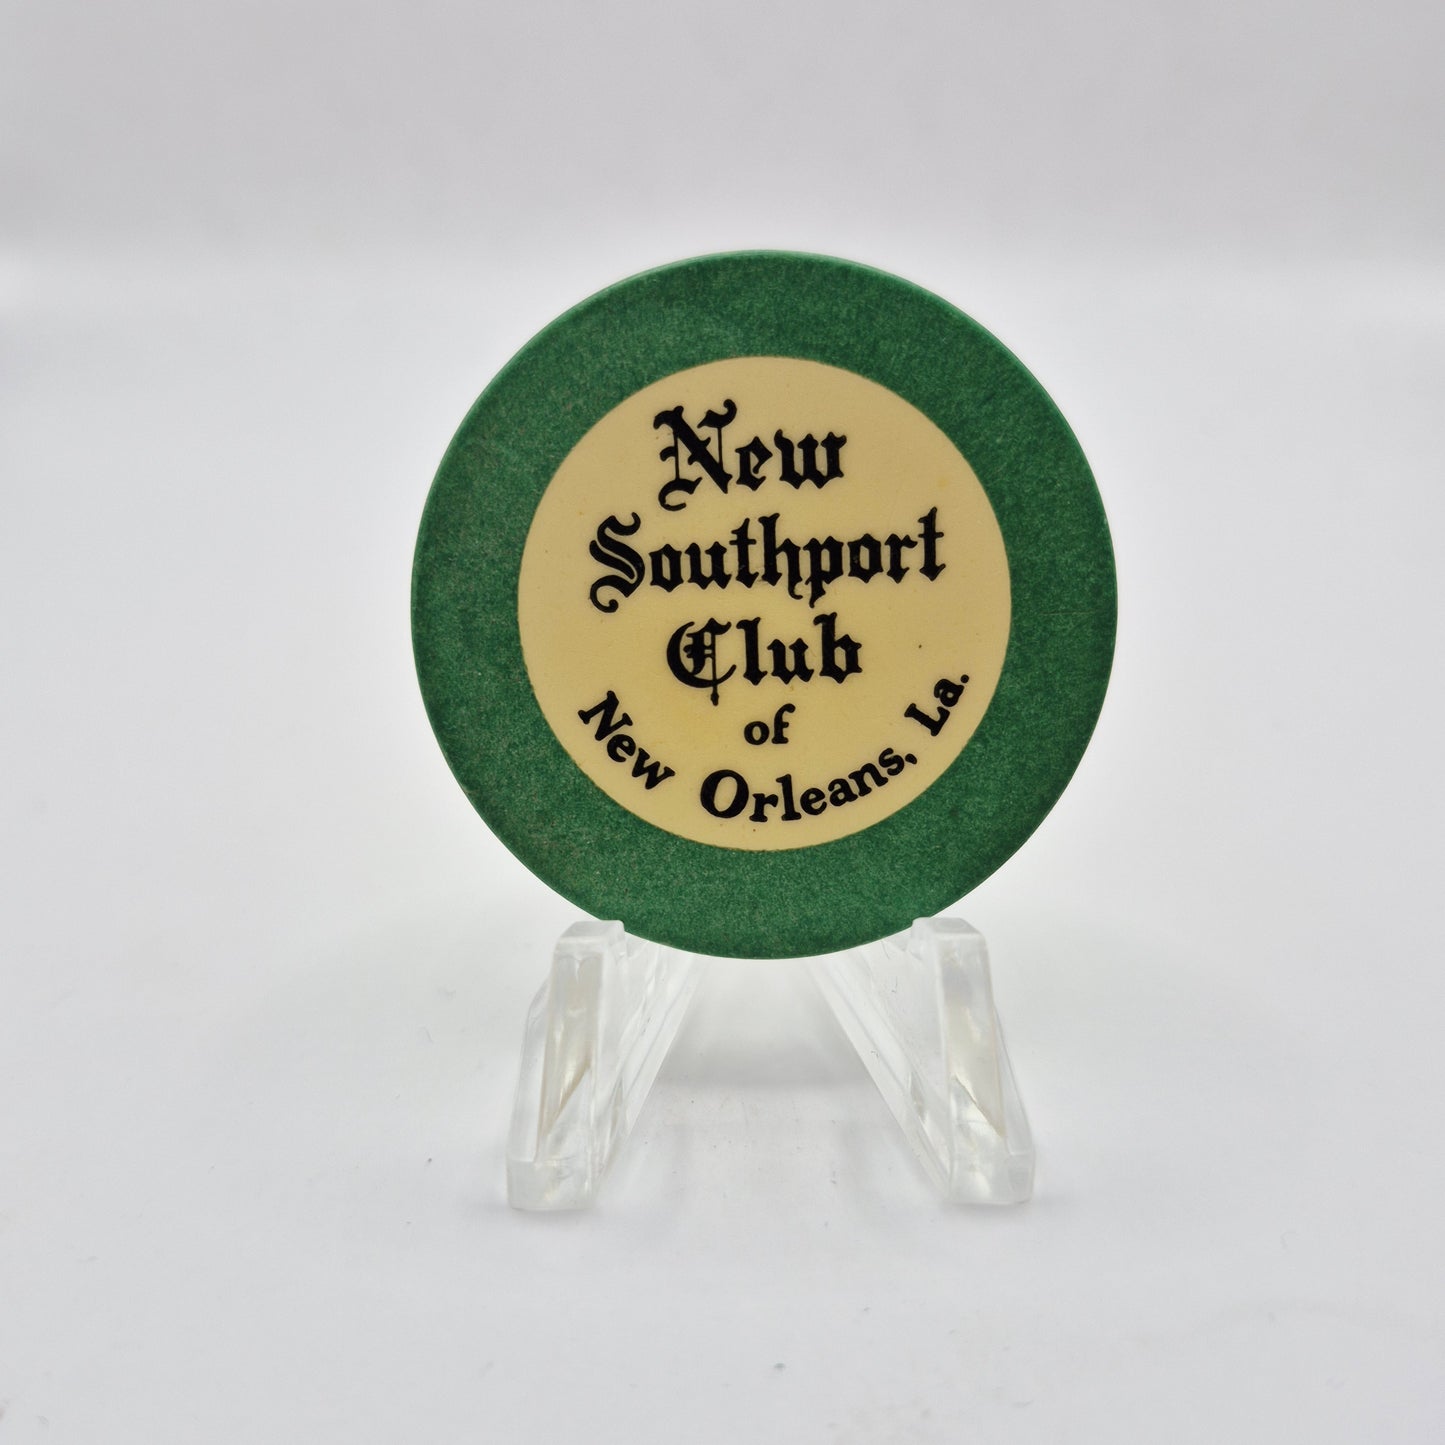 New
Southport
Club
of
New Orleans, La.